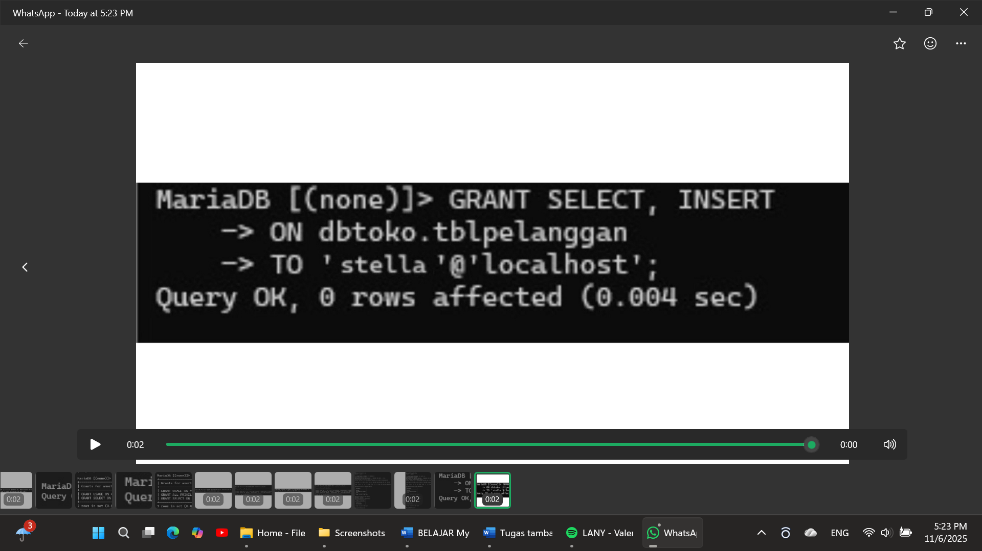 WhatsApp - Today at 5:23 PM
MariaDB [(none)]> GRANT SELECT, INSERT
-> ON dbtoko.tblpelanggan
-> TO 'stella'@'localhost';
Query OK, 0 rows affected (0.004 sec)
0:02
0:00
0:02
MariaD
Query
Mari
Quer
0:02
0:02
0:02
0:02
0:02
MariaDB [
-> ON
-> TO
Query OK,
0:02
3
Home - File
Screenshots
BELAJAR My
Tugas tamba
LANY - Valer
WhatsA
ENG
5:23 PM
11/6/2025